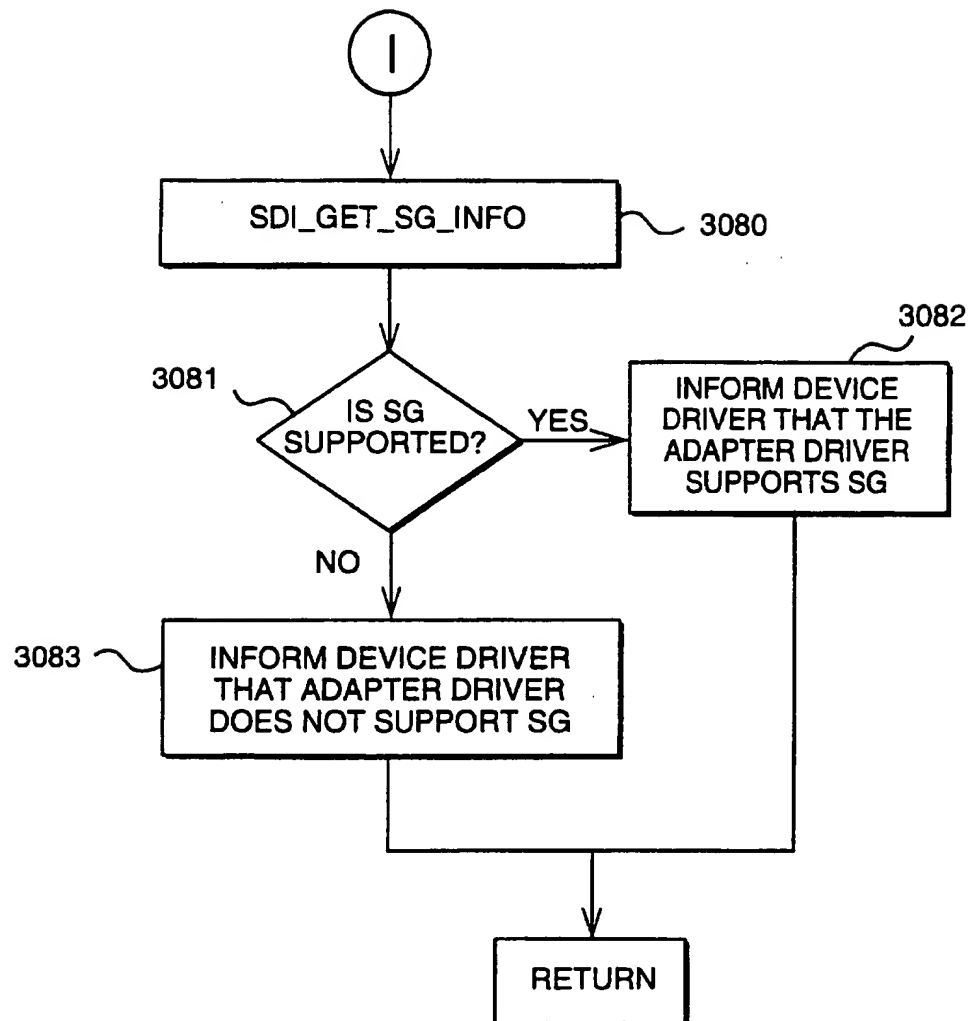 I
SDI_GET_SG_INFO
3080
3081
IS SG
SUPPORTED?
YES
3082
INFORM DEVICE
DRIVER THAT THE
ADAPTER DRIVER
SUPPORTS SG
NO
3083
INFORM DEVICE DRIVER
THAT ADAPTER DRIVER
DOES NOT SUPPORT SG
RETURN